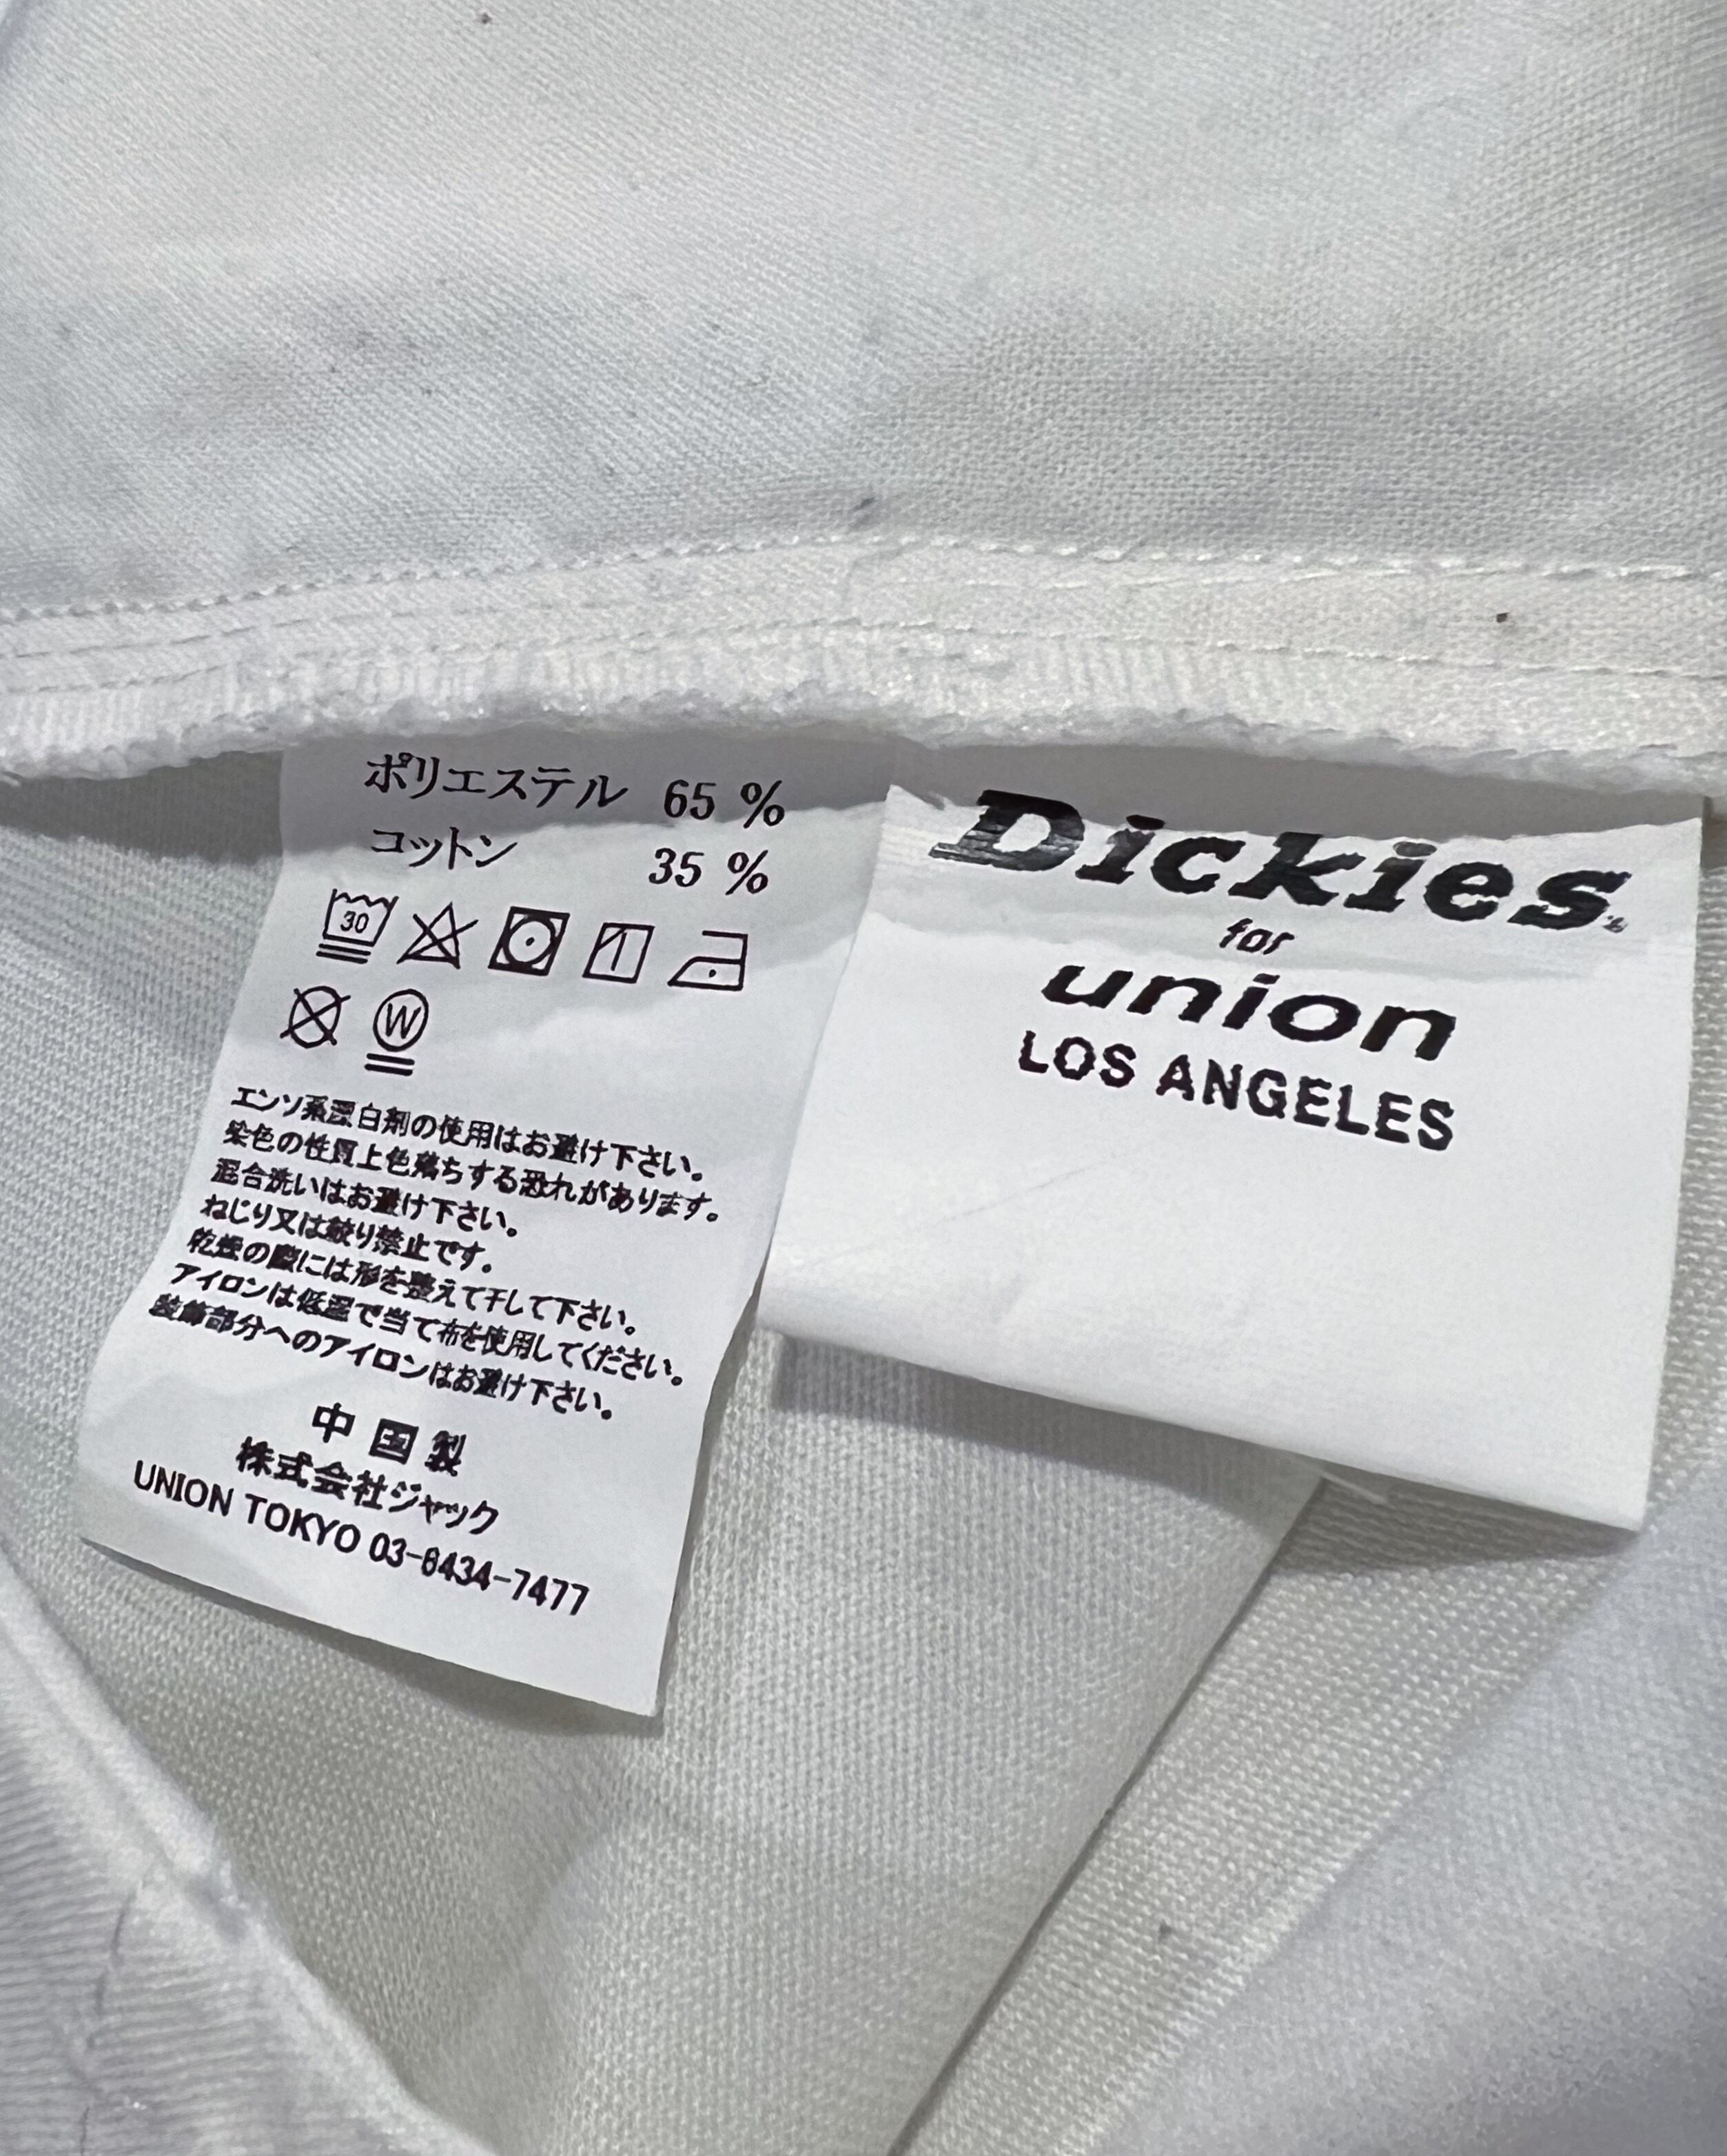 ポリエステル 65 %
コットン 35 %
30
W
エンソ系漂白剤の使用はお避け下さい。
染色の性質上色落ちする恐れがあります。
混合洗いはお避け下さい。
ねじり又は絞り禁止です。
乾燥の際には形を整えて干して下さい。
アイロンは低温で当て布を使用してください。
装飾部分へのアイロンはお避け下さい。
中国製
株式会社ジャック
UNION TOKYO 03-6434-7477
Dickies
for
union
LOS ANGELES